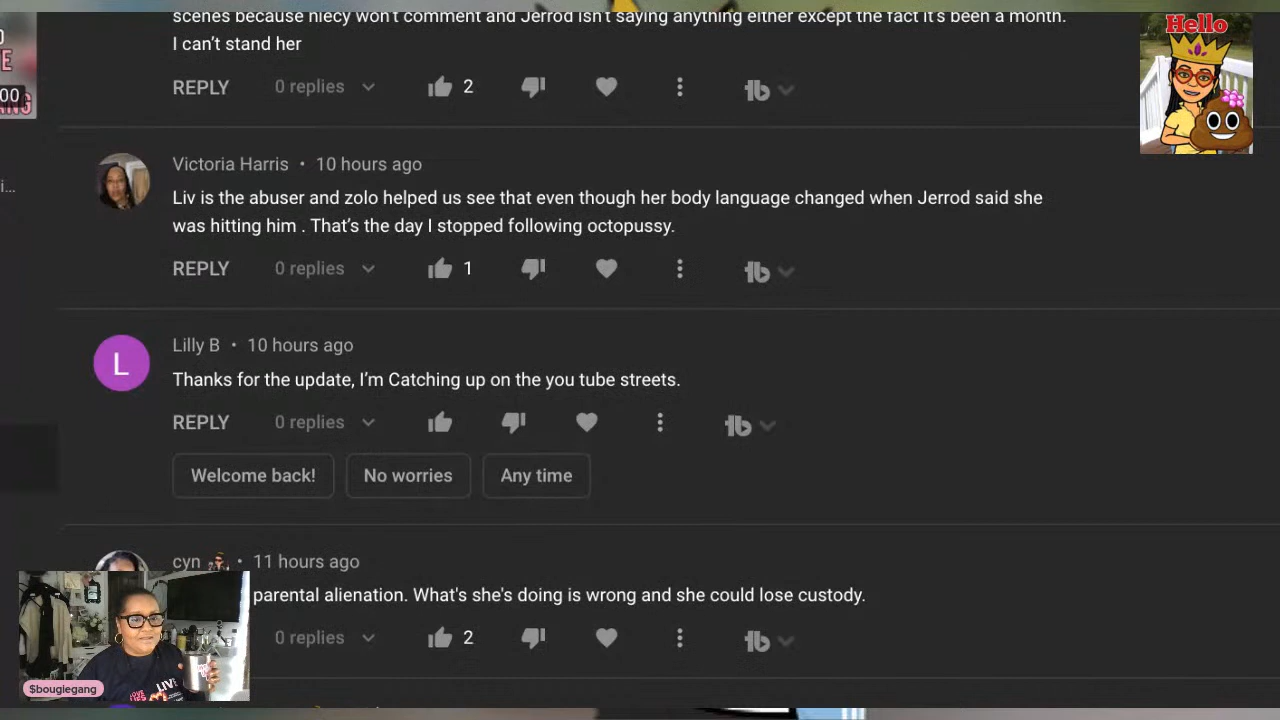 scenes because niecy won't comment and Jerrod isn't saying anything either except the fact it's been a month.
I can't stand her
REPLY 0 replies 2
Hello
00
Victoria Harris • 10 hours ago
Liv is the abuser and zolo helped us see that even though her body language changed when Jerrod said she
was hitting him . That's the day I stopped following octopussy.
REPLY 0 replies 1
i...
Lilly B • 10 hours ago
L
Thanks for the update, I'm Catching up on the you tube streets.
REPLY 0 replies
Welcome back! No worries Any time
cyn • 11 hours ago
parental alienation. What's she's doing is wrong and she could lose custody.
0 replies 2
LIVE
$bougiegang